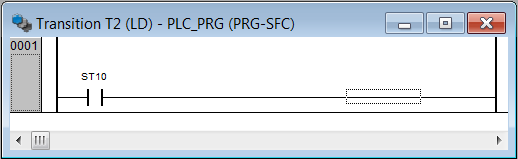 Transition T2 (LD) - PLC_PRG (PRG-SFC)
0001
ST10